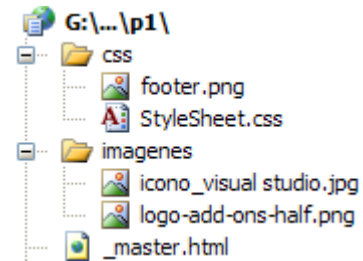 G:\...\p1\
css
footer.png
StyleSheet.css
imagenes
icono_visual studio.jpg
logo-add-ons-half.png
_master.html